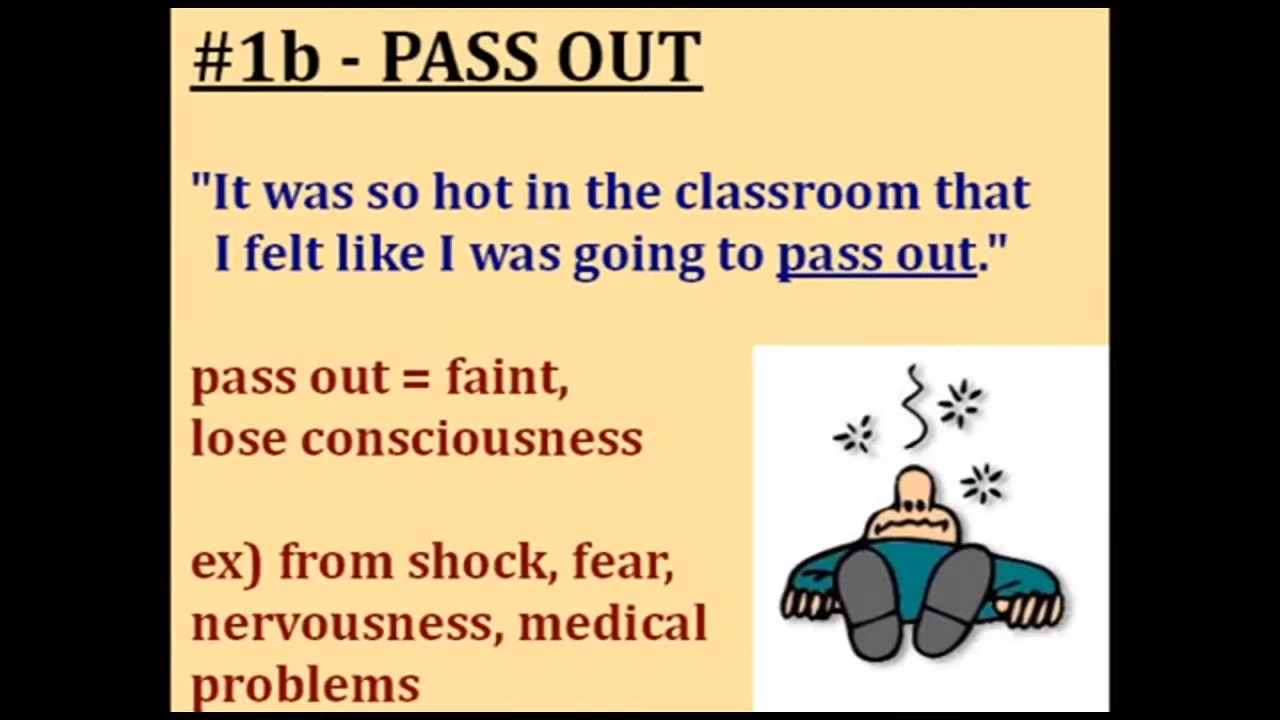 #1b - PASS OUT
"It was so hot in the classroom that
I felt like I was going to pass out."
pass out = faint,
lose consciousness
ex) from shock, fear,
nervousness, medical
problems